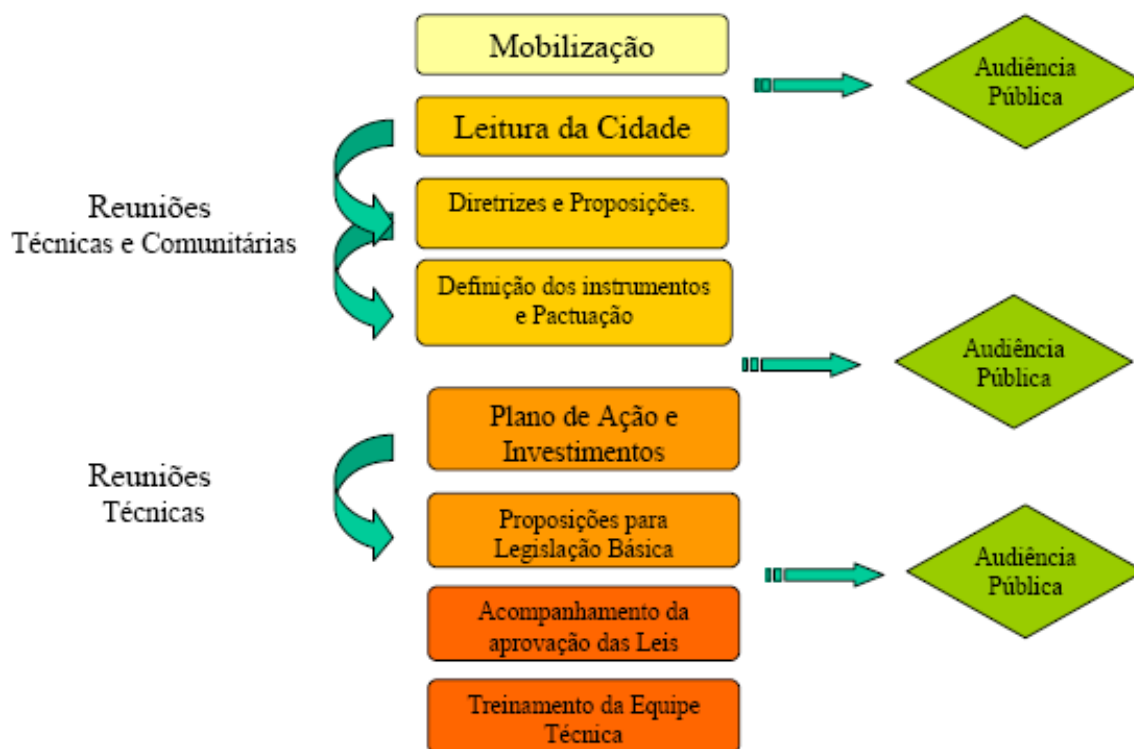 Mobilização
Audiência
Pública
Leitura da Cidade
Reuniões
Técnicas e Comunitárias
Diretrizes e Proposições.
Definição dos instrumentos
e Pactuação
Audiência
Pública
Plano de Ação e
Investimentos
Reuniões
Técnicas
Proposições para
Legislação Básica
Audiência
Pública
Acompanhamento da
aprovação das Leis
Treinamento da Equipe
Técnica